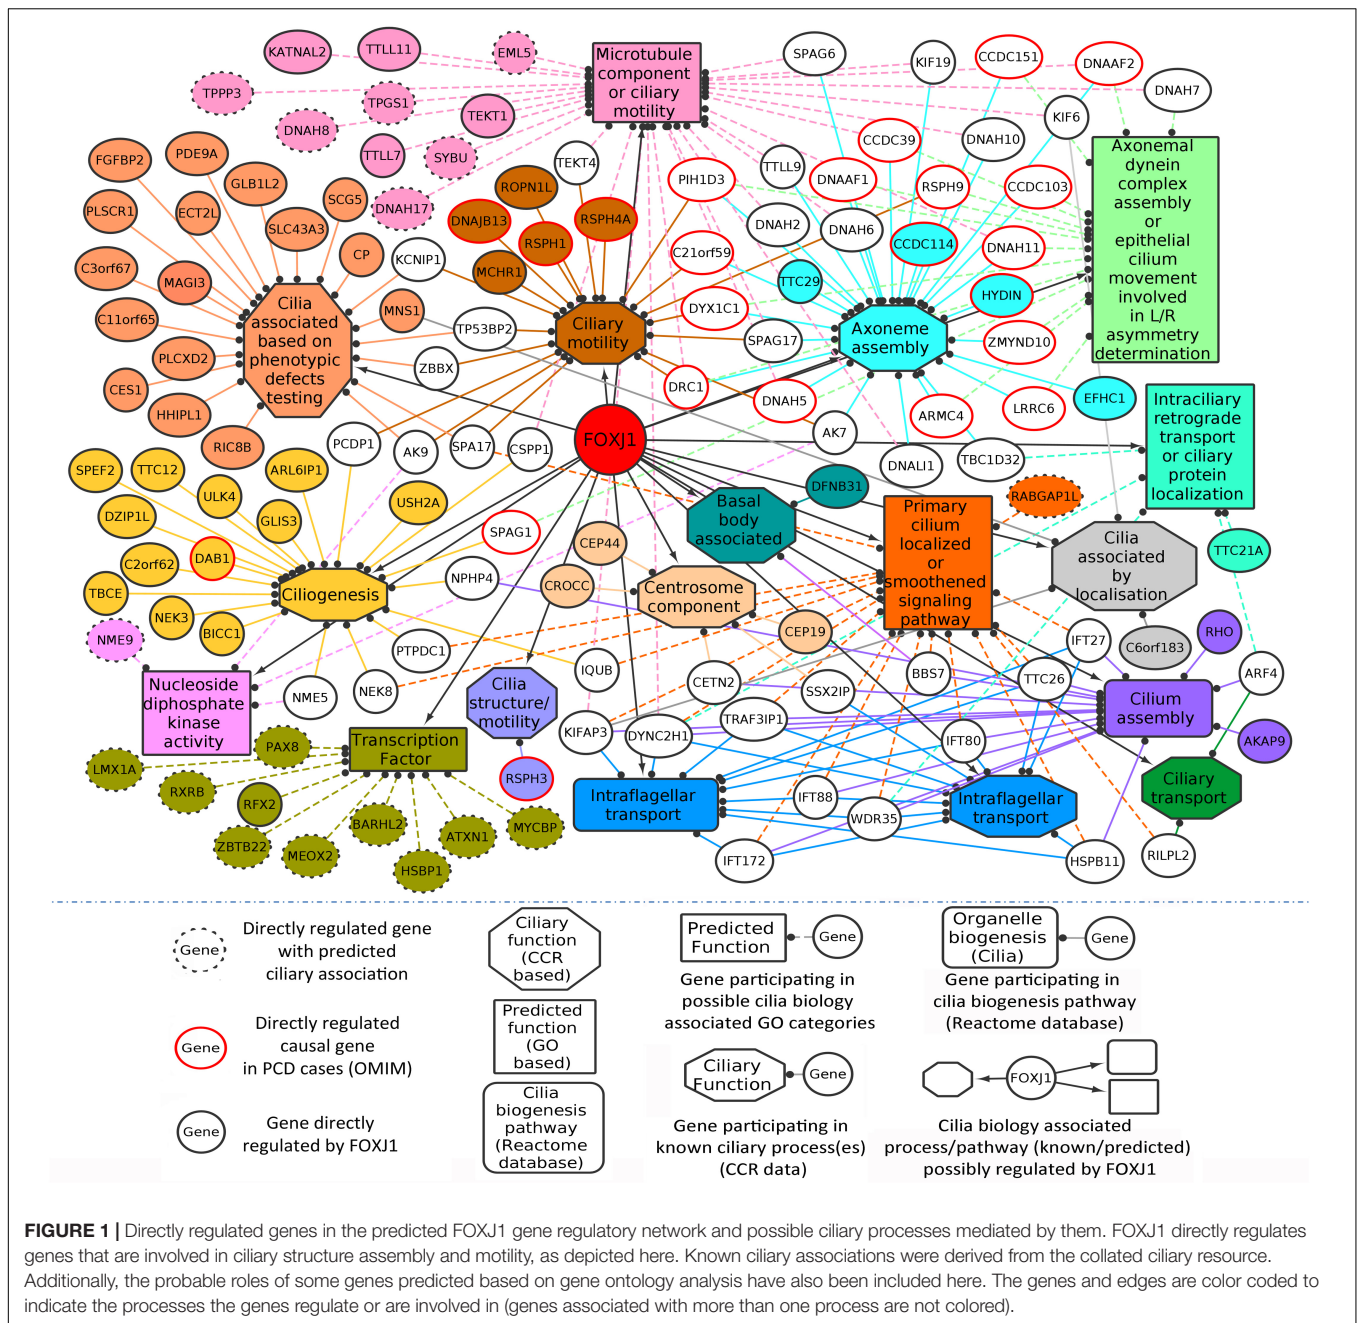 KATNAL2
TTLL11
EML5
Microtubule
component
or ciliary
motility
SPAG6
KIF19
CCDC151
DNAAF2
TPPP3
TPGS1
DNAH7
DNAH8
TEKT1
KIF6
CCDC39
DNAH10
FGFBP2
PDE9A
TTLL7
SYBU
TEKT4
TTLL9
Axonemal
dynein
complex
assembly
or
epithelial
cilium
movement
involved
in L/R
asymmetry
determination
GLB1L2
ROPN1L
PIH1D3
DNAAF1
RSPH9
CCDC103
PLSCR1
ECT2L
SCG5
DNAH17
DNAJB13
RSPH4A
SLC43A3
RSPH1
DNAH2
DNAH6
CCDC114
DNAH11
CP
KCNIP1
C21orf59
C3orf67
MAGI3
MCHR1
TTC29
HYDIN
Cilia
associated
based on
phenotypic
defects
testing
MNS1
TP53BP2
DYX1C1
C11orf65
Ciliary
motility
SPAG17
Axoneme
assembly
ZMYND10
PLCXD2
ZBBX
CES1
DRC1
DNAH5
EFHC1
HHIPL1
ARMC4
LRRC6
Intraciliary
retrograde
transport
or ciliary
protein
localization
RIC8B
PCDP1
AK9
SPA17
CSPP1
FOXJ1
AK7
DNALI1
TBC1D32
SPEF2
TTC12
ARL6IP1
DFNB31
RABGAP1L
ULK4
USH2A
DZIP1L
GLIS3
SPAG1
Basal
body
associated
Primary
cilium
localized
or
smoothened
signaling
pathway
CEP44
TTC21A
DAB1
C2orf62
Cilia
associated
by
localisation
TBCE
Ciliogenesis
NPHP4
CROCC
Centrosome
component
NEK3
BICC1
CEP19
NME9
PTPDC1
IFT27
C6orf183
RHO
Nucleoside
diphosphate
kinase
activity
NME5
NEK8
IQUB
CETN2
SSX2IP
BBS7
TTC26
ARF4
Cilia
structure/
motility
Cilium
assembly
TRAF3IP1
KIFAP3
DYNC2H1
IFT80
AKAP9
PAX8
Transcription
Factor
LMX1A
RXRB
RSPH3
Intraflagellar
transport
IFT88
Intraflagellar
transport
Ciliary
transport
RFX2
BARHL2
ATXN1
MYCBP
WDR35
ZBTB22
MEOX2
HSBP1
IFT172
HSPB11
RILPL2
Gene
Directly regulated gene
with predicted
ciliary association
Ciliary
function
(CCR
based)
Predicted
Function
Gene
Gene participating in
possible cilia biology
associated GO categories
Organelle
biogenesis
(Cilia)
Gene
Gene participating in
cilia biogenesis pathway
(Reactome database)
Gene
Directly regulated
causal gene
in PCD cases (OMIM)
Predicted
function
(GO
based)
Ciliary
Function
Gene
Gene participating in
known ciliary process(es)
(CCR data)
FOXJ1
Cilia biology associated
process/pathway (known/predicted)
possibly regulated by FOXJ1
Gene
Gene directly
regulated by FOXJ1
Cilia
biogenesis
pathway
(Reactome
database)
FIGURE 1 | Directly regulated genes in the predicted FOXJ1 gene regulatory network and possible ciliary processes mediated by them. FOXJ1 directly regulates
genes that are involved in ciliary structure assembly and motility, as depicted here. Known ciliary associations were derived from the collated ciliary resource.
Additionally, the probable roles of some genes predicted based on gene ontology analysis have also been included here. The genes and edges are color coded to
indicate the processes the genes regulate or are involved in (genes associated with more than one process are not colored).